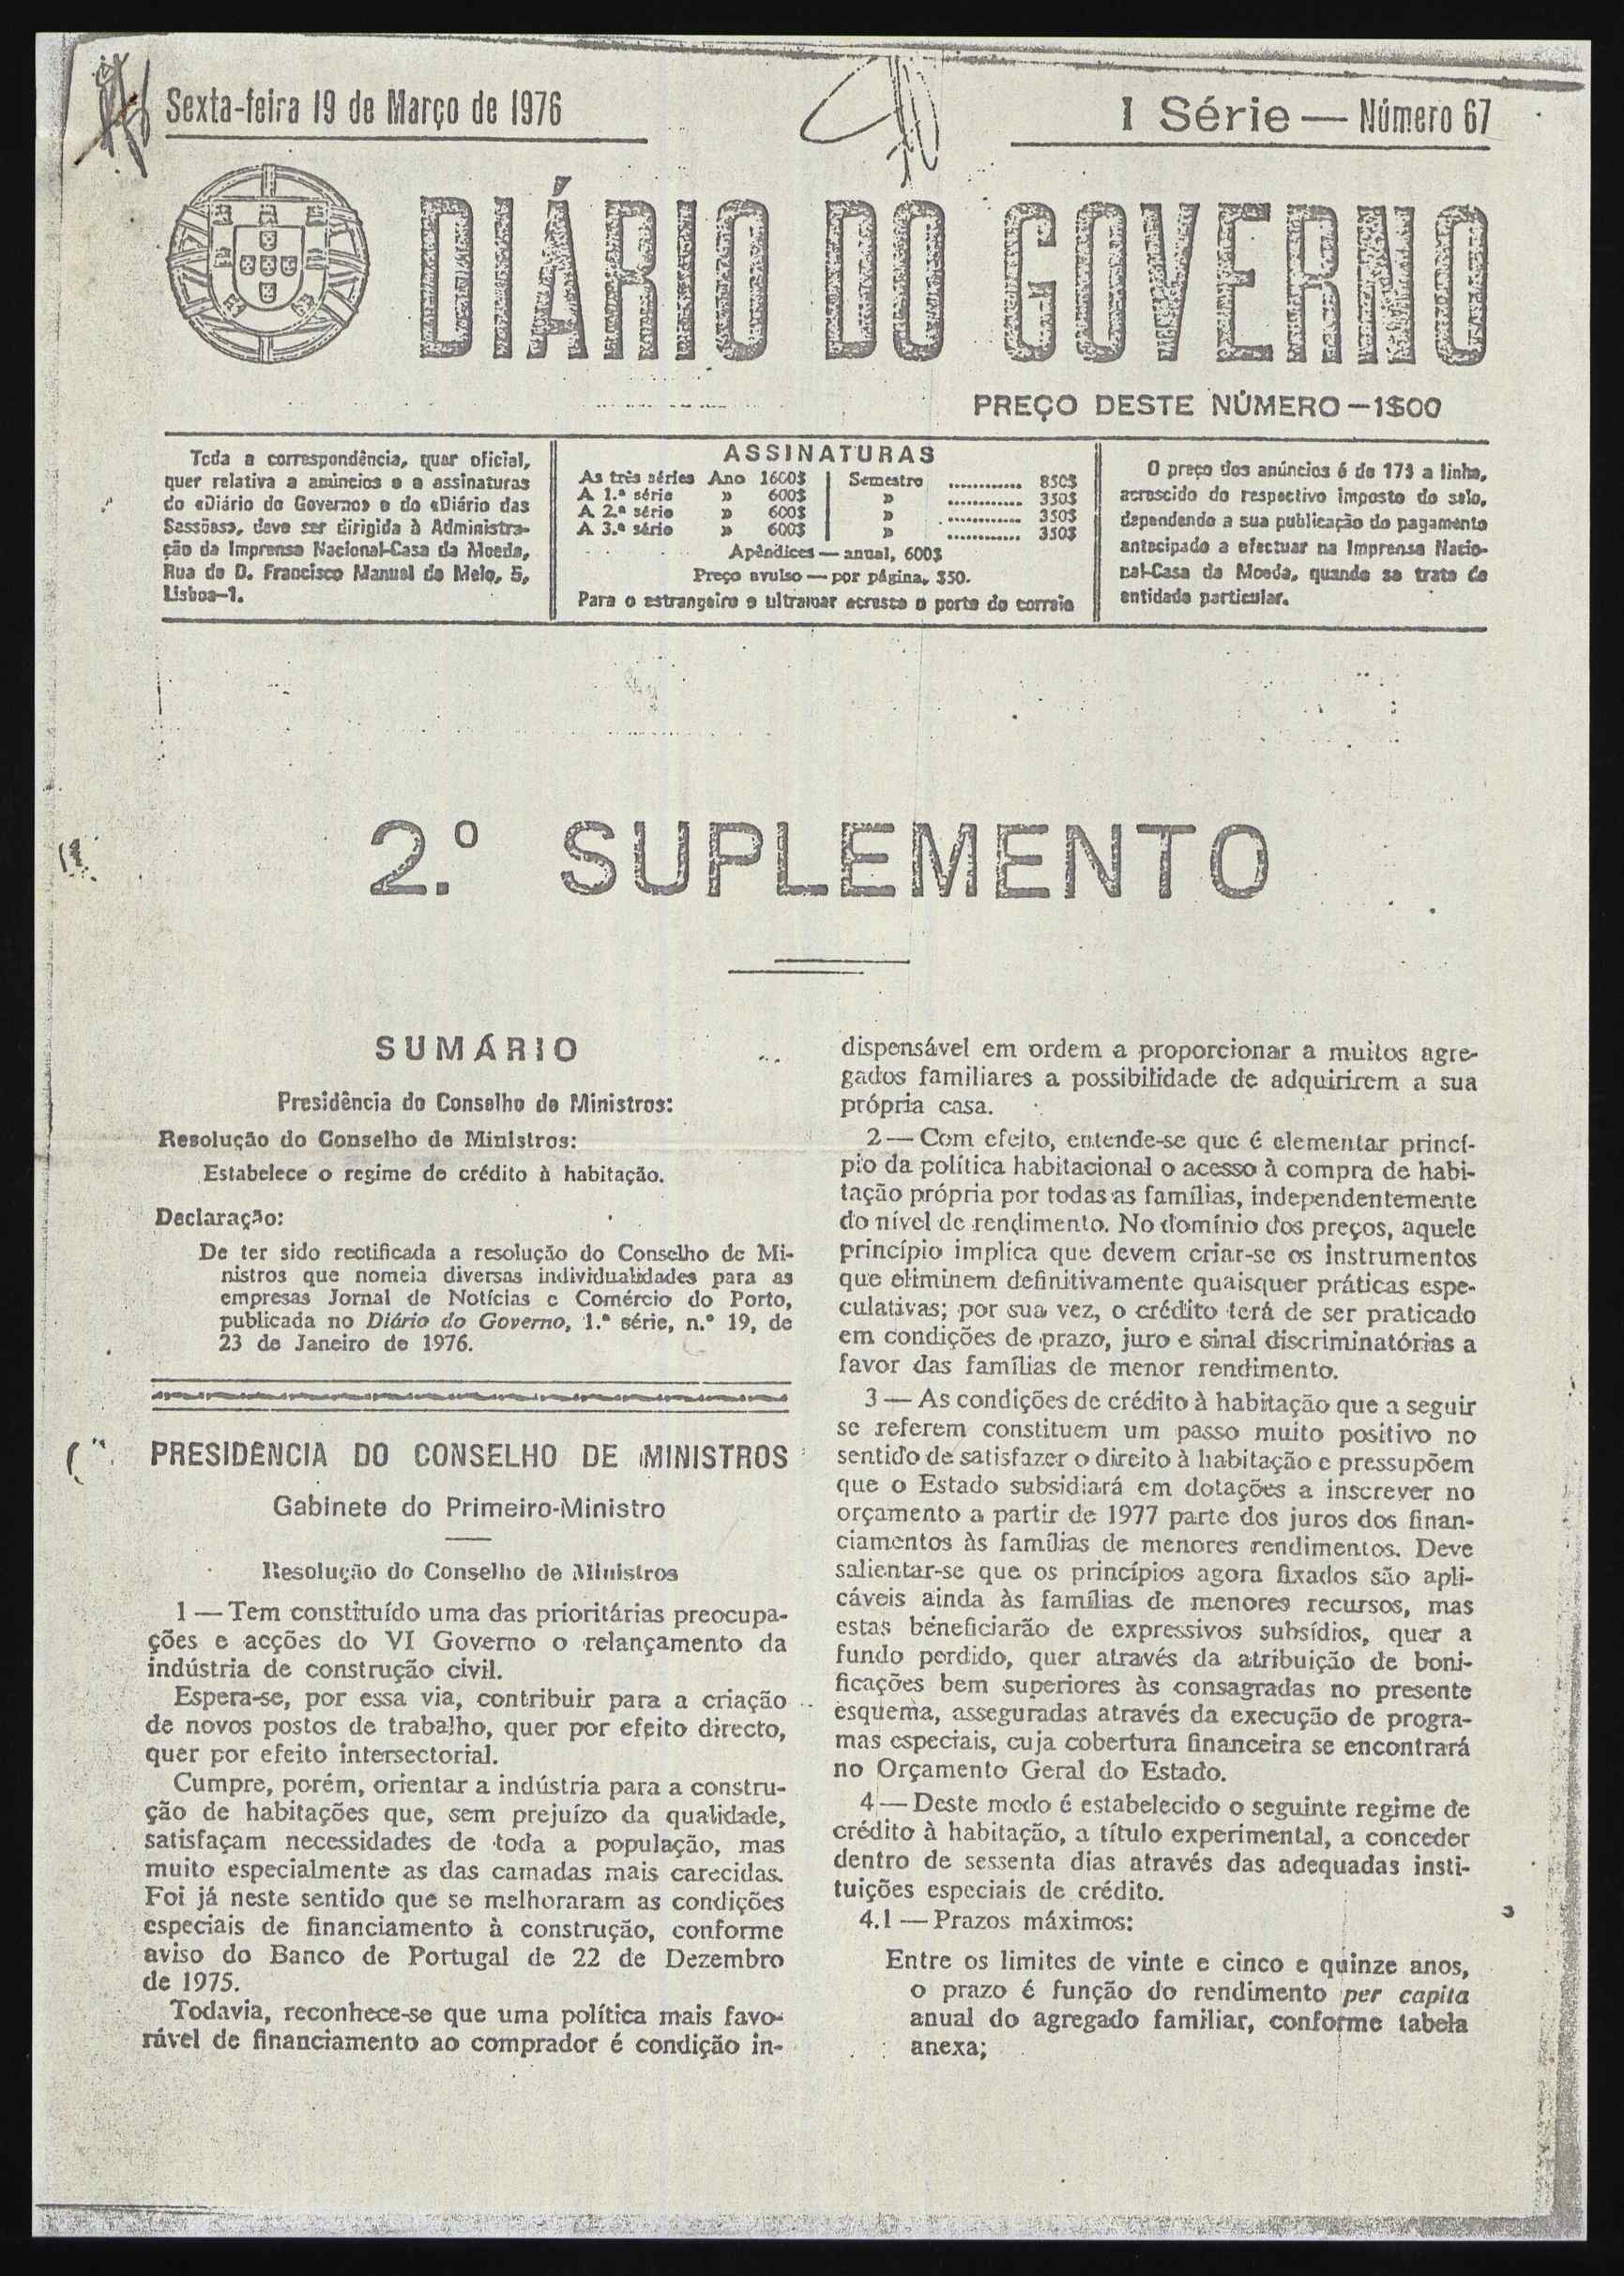 Sexta-feira 19 de Março de 1976
I Série — Número 67
DIÁRIO DO GOVERNO
PREÇO DESTE NÚMERO — 1$00
Toda a correspondência, quer oficial,
quer relativa a anúncios e a assinaturas
do «Diário do Governo» e do «Diário das
Sessões», deve ser dirigida à Administra-
ção da Imprensa Nacional-Casa da Moeda,
Rua de D. Francisco Manuel de Melo, 5,
Lisboa-1.
ASSINATURAS
As três séries Ano 1600$ Semestre ............ 850$
A 1.ª série » 600$ » ............ 350$
A 2.ª série » 600$ » ............ 350$
A 3.ª série » 600$ » ............ 350$
Apêndices — anual, 600$
Preço avulso — por página, $50.
Para o estrangeiro e ultramar acresce o porte do correio
O preço dos anúncios é de 17$ a linha,
acrescido do respectivo imposto do selo,
dependendo a sua publicação do pagamento
antecipado a efectuar na Imprensa Nacio-
nal-Casa da Moeda, quando se trate de
entidade particular.
2.º SUPLEMENTO
SUMÁRIO
Presidência do Conselho de Ministros:
Resolução do Conselho de Ministros:
Estabelece o regime de crédito à habitação.
Declaração:
De ter sido rectificada a resolução do Conselho de Mi-
nistros que nomeia diversas individualidades para as
empresas Jornal de Notícias e Comércio do Porto,
publicada no Diário do Governo, 1.ª série, n.º 19, de
23 de Janeiro de 1976.
PRESIDÊNCIA DO CONSELHO DE MINISTROS
Gabinete do Primeiro-Ministro
Resolução do Conselho de Ministros
1 — Tem constituído uma das prioritárias preocupa-
ções e acções do VI Governo o relançamento da
indústria de construção civil.
Espera-se, por essa via, contribuir para a criação
de novos postos de trabalho, quer por efeito directo,
quer por efeito intersectorial.
Cumpre, porém, orientar a indústria para a constru-
ção de habitações que, sem prejuízo da qualidade,
satisfaçam necessidades de toda a população, mas
muito especialmente as das camadas mais carecidas.
Foi já neste sentido que se melhoraram as condições
especiais de financiamento à construção, conforme
aviso do Banco de Portugal de 22 de Dezembro
de 1975.
Todavia, reconhece-se que uma política mais favo-
rável de financiamento ao comprador é condição in-
dispensável em ordem a proporcionar a muitos agre-
gados familiares a possibilidade de adquirirem a sua
própria casa.
2 — Com efeito, entende-se que é elementar princí-
pio da política habitacional o acesso à compra de habi-
tação própria por todas as famílias, independentemente
do nível de rendimento. No domínio dos preços, aquele
princípio implica que devem criar-se os instrumentos
que eliminem definitivamente quaisquer práticas espe-
culativas; por sua vez, o crédito terá de ser praticado
em condições de prazo, juro e sinal discriminatórias a
favor das famílias de menor rendimento.
3 — As condições de crédito à habitação que a seguir
se referem constituem um passo muito positivo no
sentido de satisfazer o direito à habitação e pressupõem
que o Estado subsidiará em dotações a inscrever no
orçamento a partir de 1977 parte dos juros dos finan-
ciamentos às famílias de menores rendimentos. Deve
salientar-se que os princípios agora fixados são apli-
cáveis ainda às famílias de menores recursos, mas
estas beneficiarão de expressivos subsídios, quer a
fundo perdido, quer através da atribuição de boni-
ficações bem superiores às consagradas no presente
esquema, asseguradas através da execução de progra-
mas especiais, cuja cobertura financeira se encontrará
no Orçamento Geral do Estado.
4 — Deste modo é estabelecido o seguinte regime de
crédito à habitação, a título experimental, a conceder
dentro de sessenta dias através das adequadas insti-
tuições especiais de crédito.
4.1 — Prazos máximos:
Entre os limites de vinte e cinco e quinze anos,
o prazo é função do rendimento per capita
anual do agregado familiar, conforme tabela
anexa;